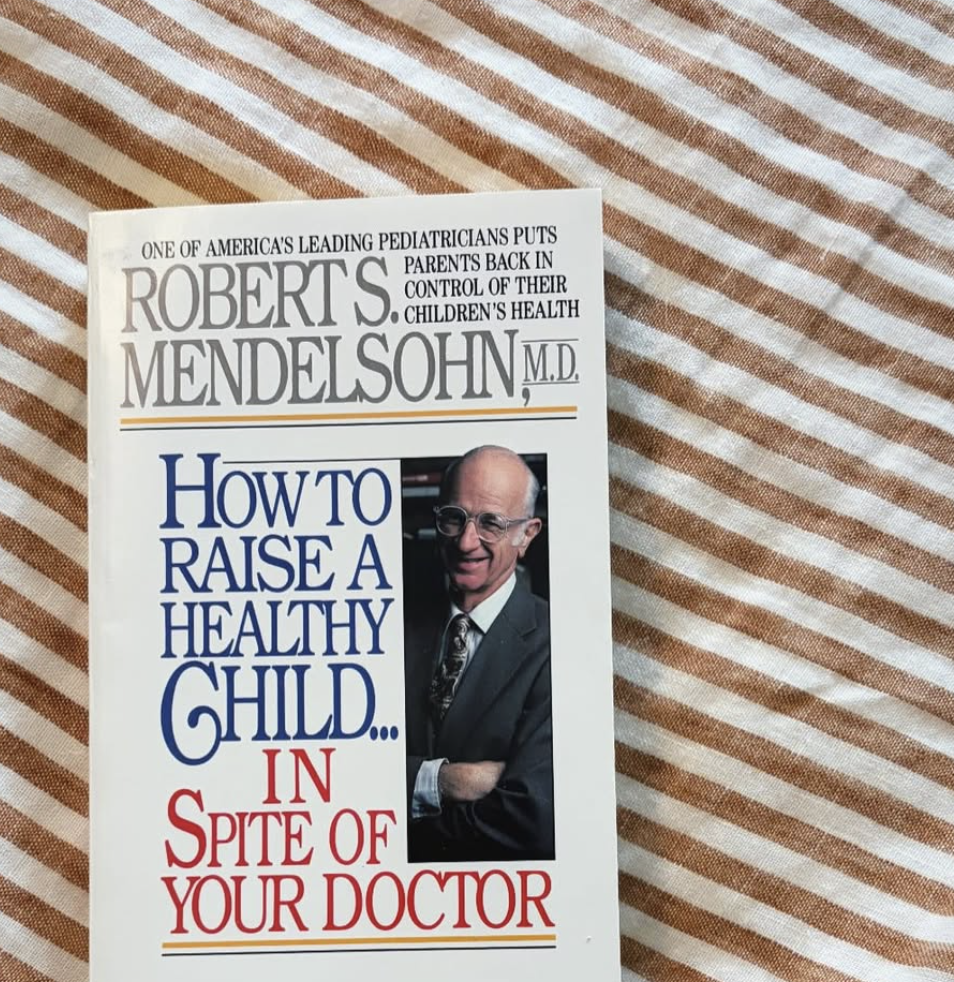 ONE OF AMERICA'S LEADING PEDIATRICIANS PUTS
PARENTS BACK IN
CONTROL OF THEIR
CHILDREN'S HEALTH
ROBERT S.
MENDELSOHN, M.D.
HOW TO
RAISE A
HEALTHY
CHILD...
IN
SPITE OF
YOUR DOCTOR